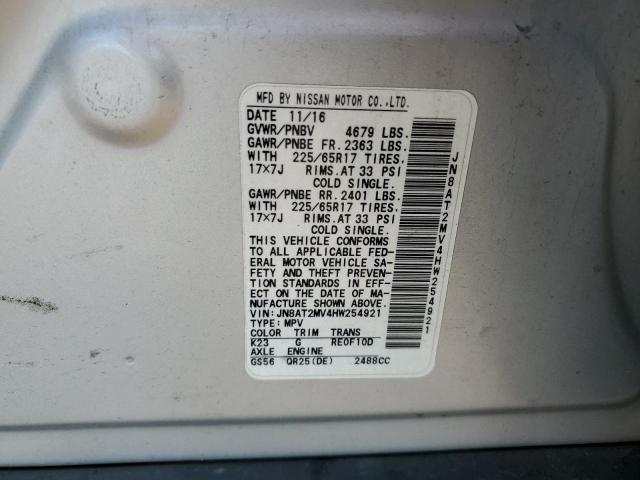 MFD BY NISSAN MOTOR CO.,LTD.
DATE 11/16
GVWR/PNBV 4679 LBS.
GAWR/PNBE FR. 2363 LBS.
WITH 225/65R17 TIRES,
17×7J RIMS.AT 33 PSI
COLD SINGLE.
GAWR/PNBE RR. 2401 LBS.
WITH 225/65R17 TIRES,
17×7J RIMS.AT 33 PSI
COLD SINGLE.
THIS VEHICLE CONFORMS
TO ALL APPLICABLE FED-
ERAL MOTOR VEHICLE SA-
FETY AND THEFT PREVEN-
TION STANDARDS IN EFF-
ECT ON THE DATE OF MA-
NUFACTURE SHOWN ABOVE.
VIN: JN8AT2MV4HW254921
TYPE: MPV
COLOR TRIM TRANS
K23 G RE0F10D
AXLE ENGINE
GS56 QR25(DE) 2488CC
JN8AT2MV4HW254921